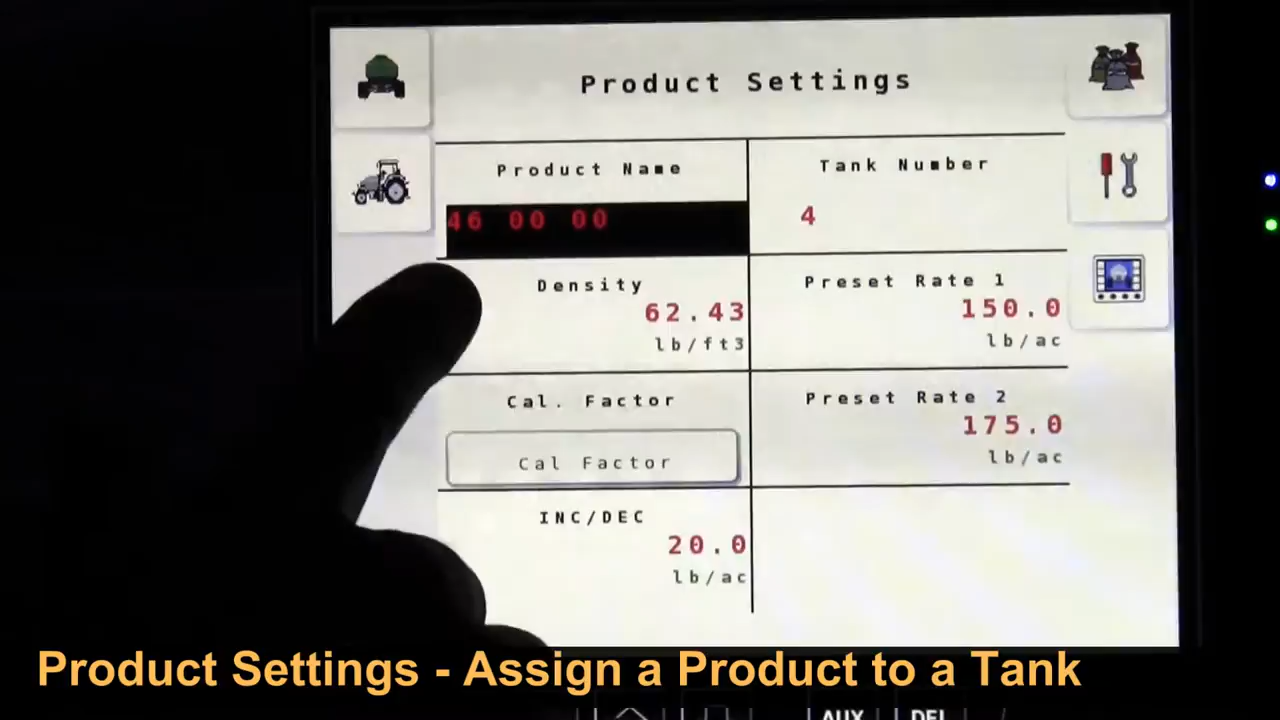 Product Settings
Product Name
Tank Number
46 00 00
4
Density
Preset Rate 1
62.43
150.0
lb/ft3
lb/ac
Cal. Factor
Preset Rate 2
175.0
Cal Factor
lb/ac
INC/DEC
20.0
lb/ac
Product Settings - Assign a Product to a Tank
AUX
DEL